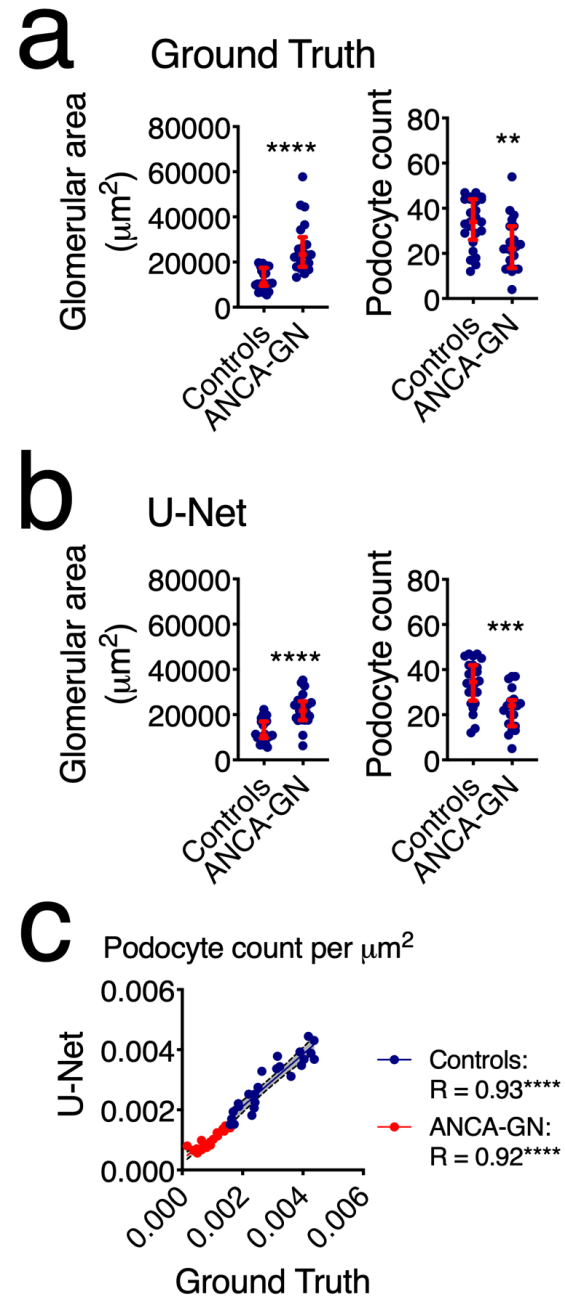 a
Ground Truth
Glomerular area
(μm²)
80000
60000
40000
20000
0
****
Controls
ANCA-GN
Podocyte count
80
60
40
20
0
**
Controls
ANCA-GN
b
U-Net
Glomerular area
(μm²)
80000
60000
40000
20000
0
****
Controls
ANCA-GN
Podocyte count
80
60
40
20
0
***
Controls
ANCA-GN
c
Podocyte count per μm²
U-Net
0.006
0.004
0.002
0.000
0.000
0.002
0.004
0.006
Ground Truth
Controls:
R = 0.93****
ANCA-GN:
R = 0.92****